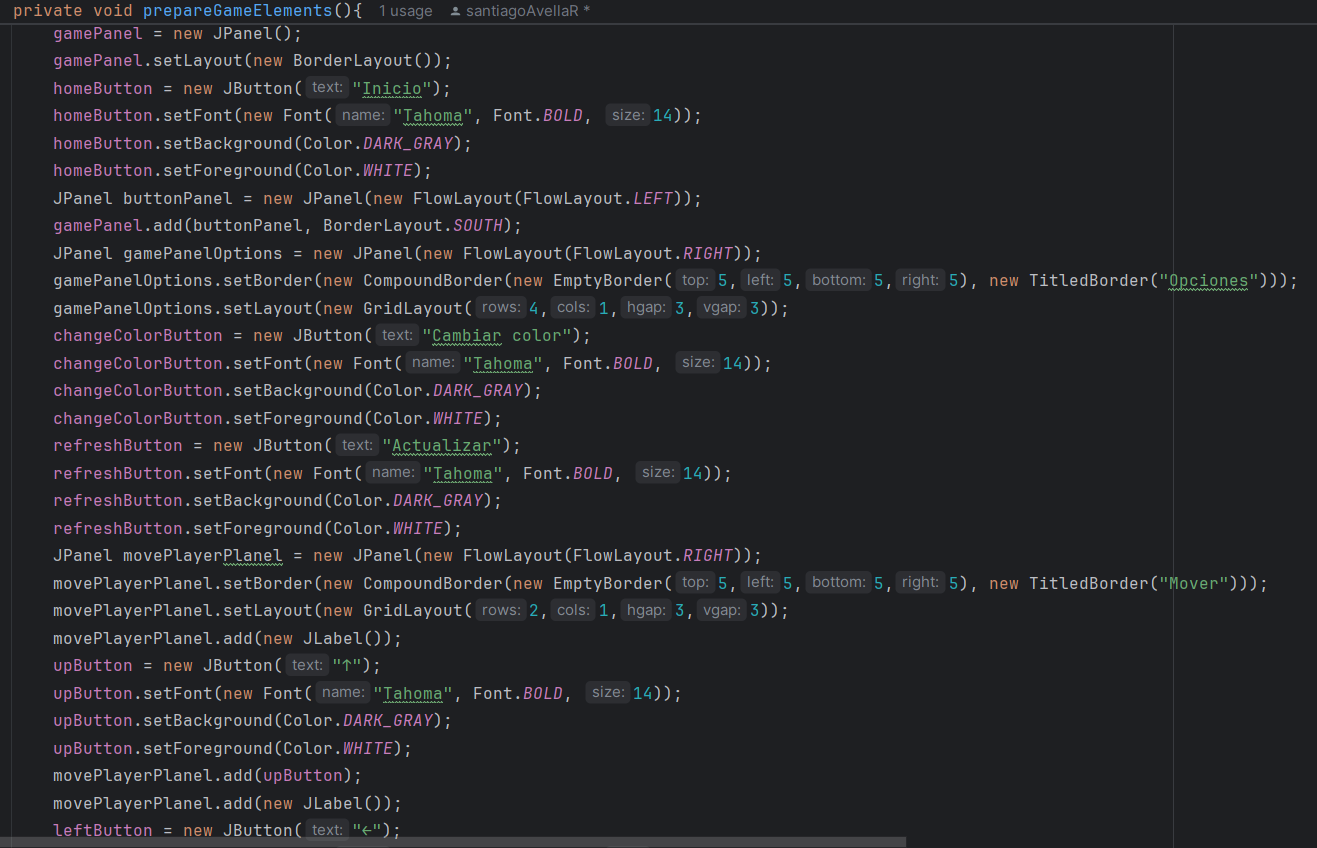 private void prepareGameElements(){ 1 usage santiagoAvellaR *
gamePanel = new JPanel();
gamePanel.setLayout(new BorderLayout());
homeButton = new JButton( text: "Inicio");
homeButton.setFont(new Font( name: "Tahoma", Font.BOLD, size: 14));
homeButton.setBackground(Color.DARK_GRAY);
homeButton.setForeground(Color.WHITE);
JPanel buttonPanel = new JPanel(new FlowLayout(FlowLayout.LEFT));
gamePanel.add(buttonPanel, BorderLayout.SOUTH);
JPanel gamePanelOptions = new JPanel(new FlowLayout(FlowLayout.RIGHT));
gamePanelOptions.setBorder(new CompoundBorder(new EmptyBorder( top: 5, left: 5, bottom: 5, right: 5), new TitledBorder("Opciones")));
gamePanelOptions.setLayout(new GridLayout( rows: 4, cols: 1, hgap: 3, vgap: 3));
changeColorButton = new JButton( text: "Cambiar color");
changeColorButton.setFont(new Font( name: "Tahoma", Font.BOLD, size: 14));
changeColorButton.setBackground(Color.DARK_GRAY);
changeColorButton.setForeground(Color.WHITE);
refreshButton = new JButton( text: "Actualizar");
refreshButton.setFont(new Font( name: "Tahoma", Font.BOLD, size: 14));
refreshButton.setBackground(Color.DARK_GRAY);
refreshButton.setForeground(Color.WHITE);
JPanel movePlayerPlanel = new JPanel(new FlowLayout(FlowLayout.RIGHT));
movePlayerPlanel.setBorder(new CompoundBorder(new EmptyBorder( top: 5, left: 5, bottom: 5, right: 5), new TitledBorder("Mover")));
movePlayerPlanel.setLayout(new GridLayout( rows: 2, cols: 1, hgap: 3, vgap: 3));
movePlayerPlanel.add(new JLabel());
upButton = new JButton( text: "↑");
upButton.setFont(new Font( name: "Tahoma", Font.BOLD, size: 14));
upButton.setBackground(Color.DARK_GRAY);
upButton.setForeground(Color.WHITE);
movePlayerPlanel.add(upButton);
movePlayerPlanel.add(new JLabel());
leftButton = new JButton( text: "←");